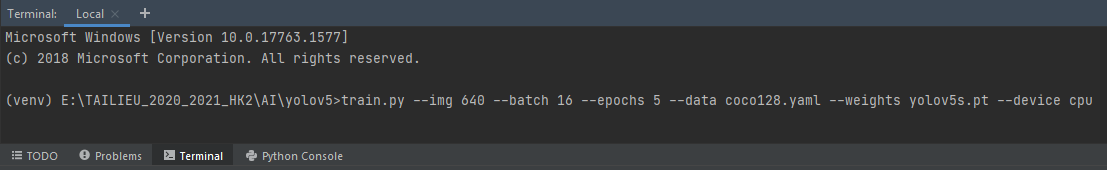 Terminal: Local × +
Microsoft Windows [Version 10.0.17763.1577]
(c) 2018 Microsoft Corporation. All rights reserved.
(venv) E:\TAILIEU_2020_2021_HK2\AI\yolov5>train.py --img 640 --batch 16 --epochs 5 --data coco128.yaml --weights yolov5s.pt --device cpu
TODO Problems Terminal Python Console